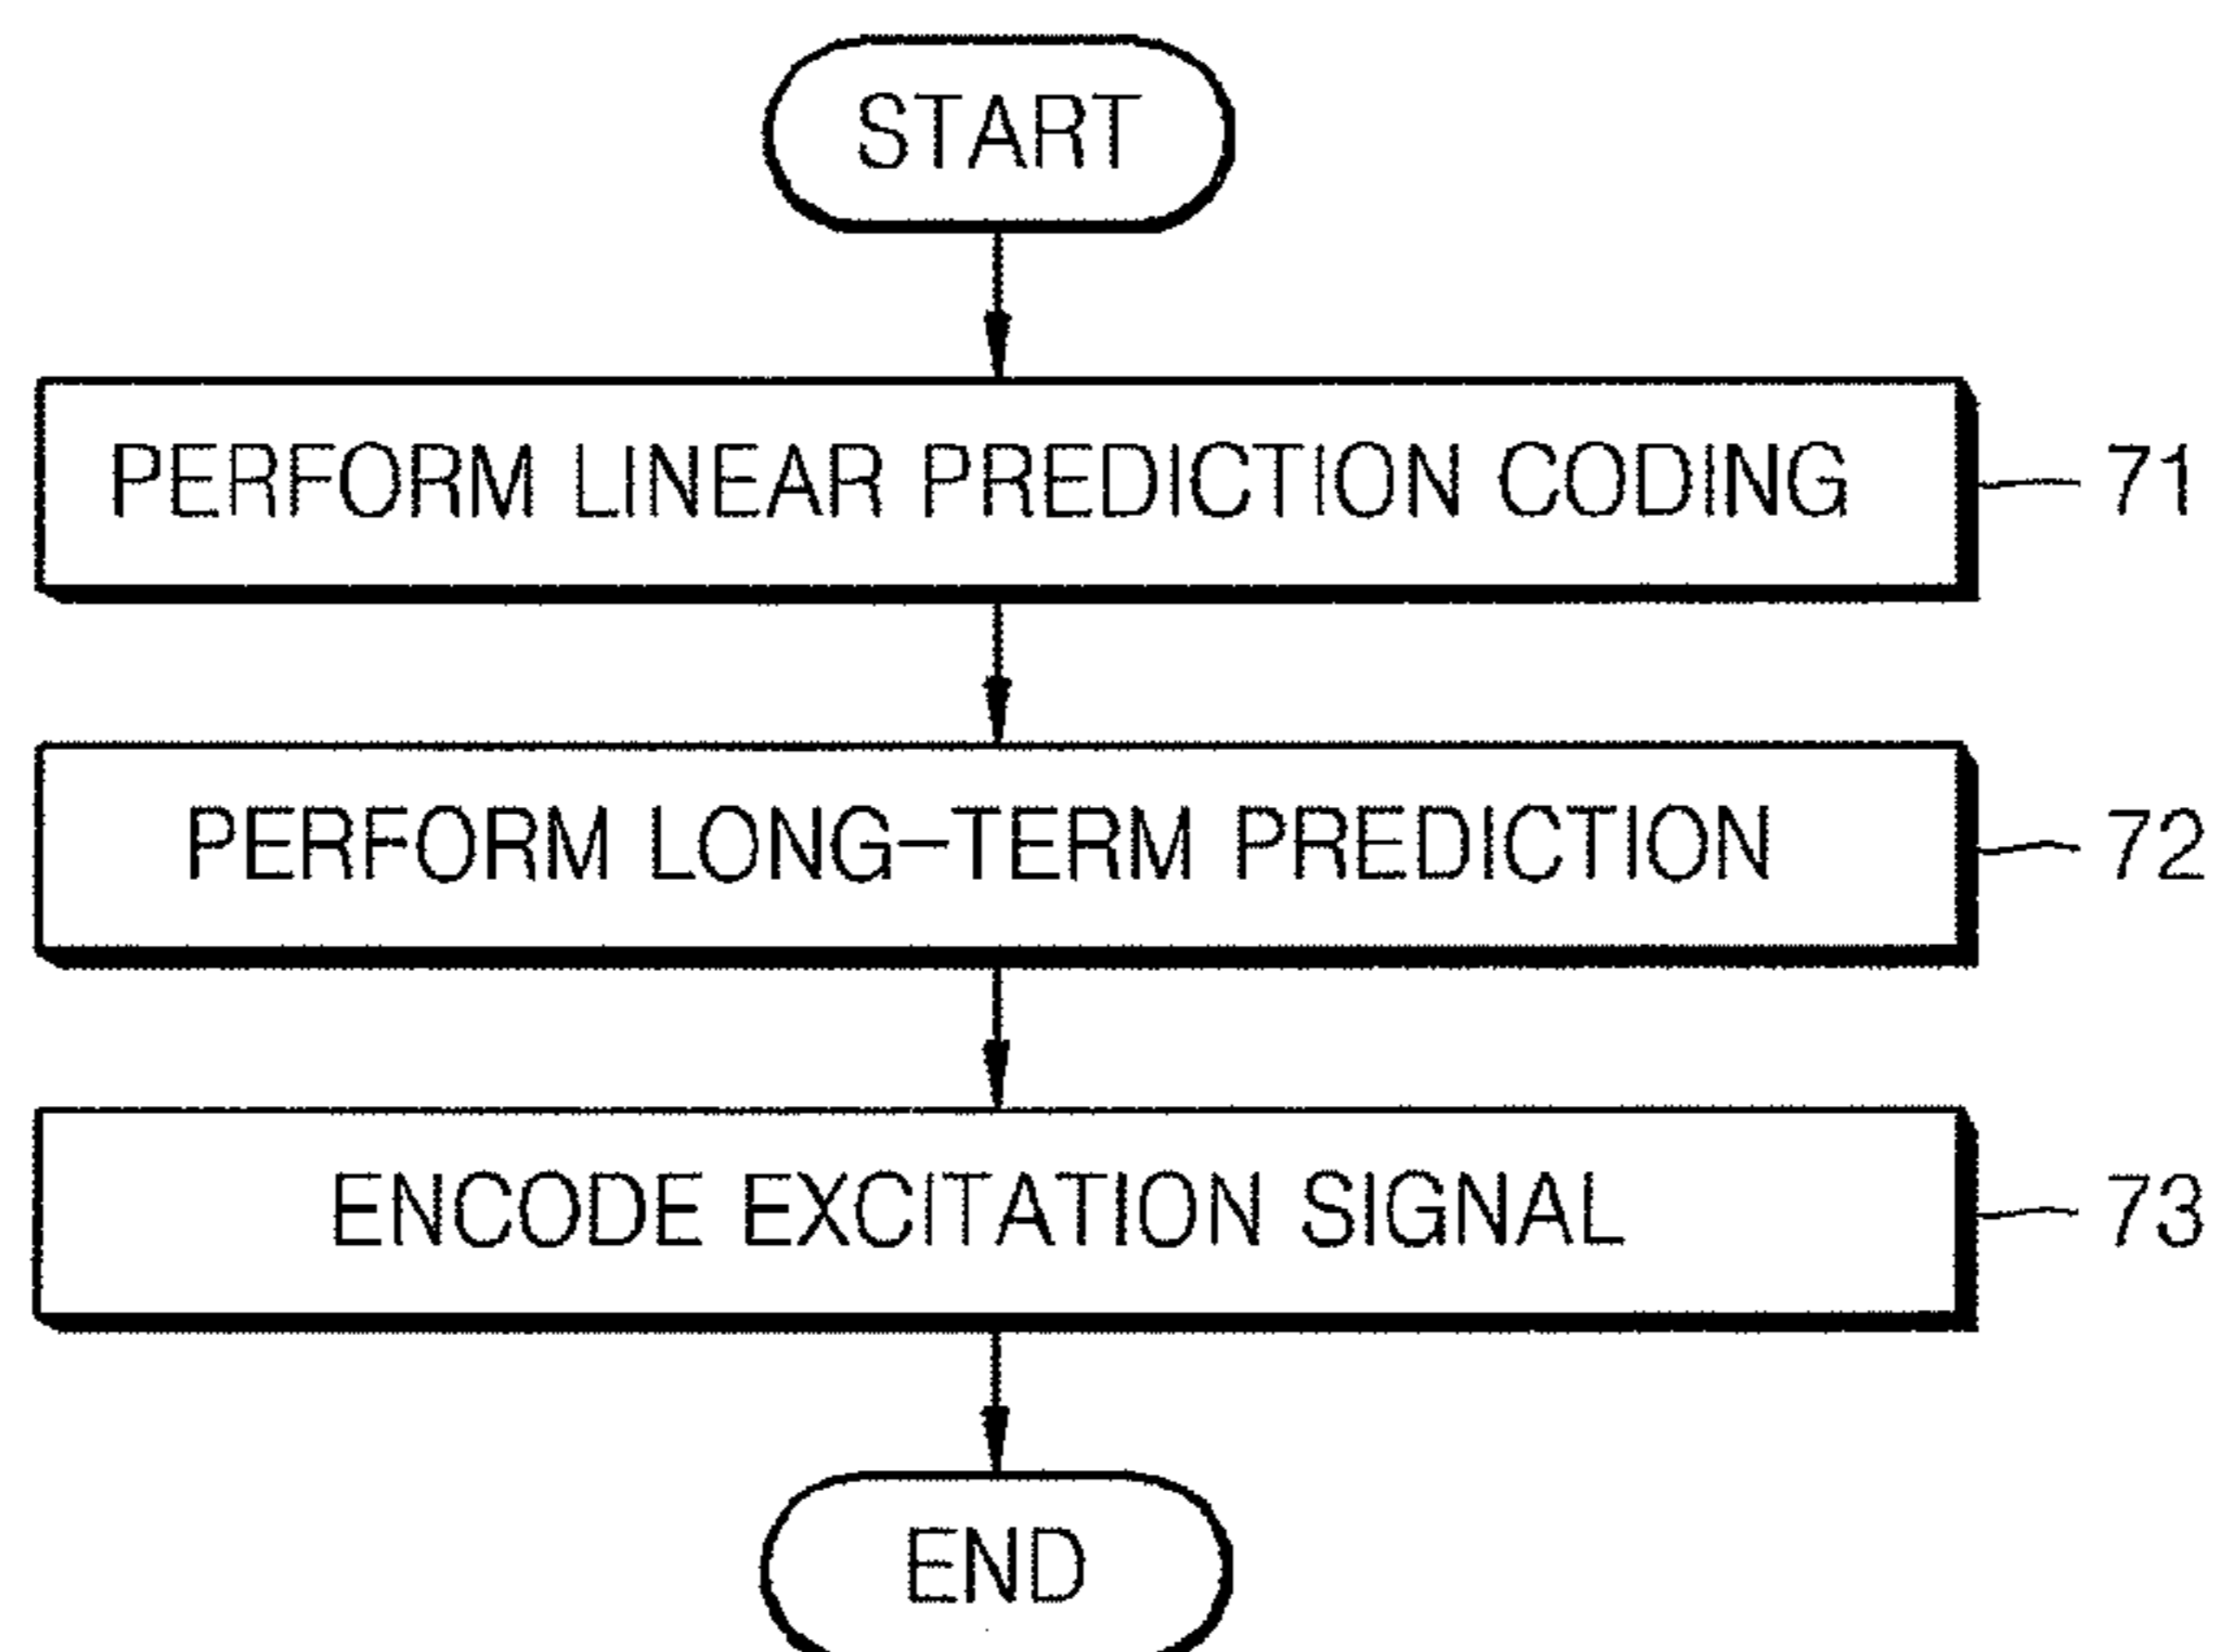 START
PERFORM LINEAR PREDICTION CODING 71
PERFORM LONG-TERM PREDICTION 72
ENCODE EXCITATION SIGNAL 73
END